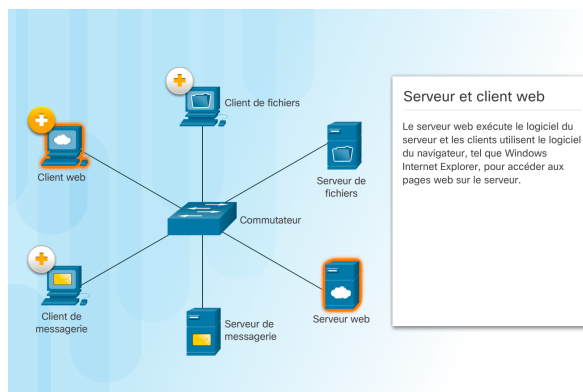 Client de fichiers
Client web
Serveur de
fichiers
Commutateur
Client de
messagerie
Serveur de
messagerie
Serveur web
Serveur et client web
Le serveur web exécute le logiciel du
serveur et les clients utilisent le logiciel
du navigateur, tel que Windows
Internet Explorer, pour accéder aux
pages web sur le serveur.